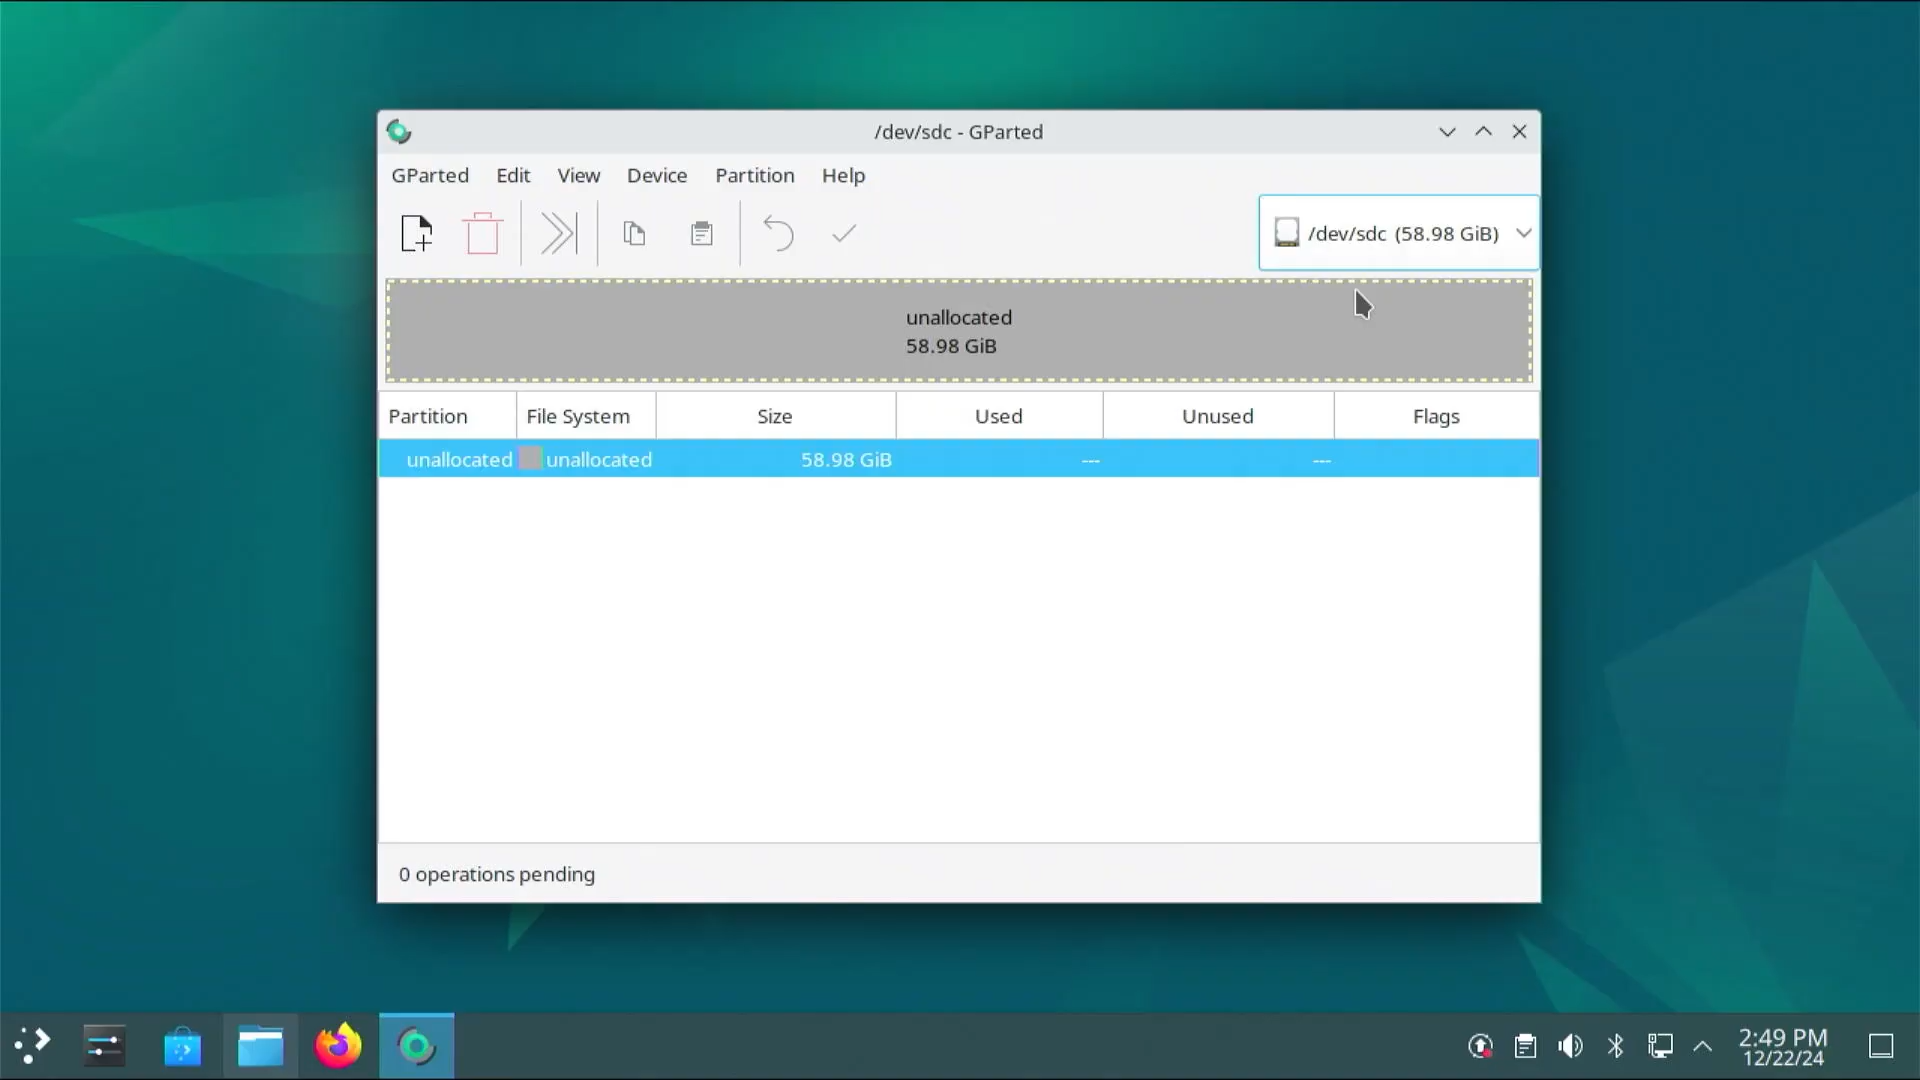 /dev/sdc - GParted
GParted Edit View Device Partition Help
/dev/sdc (58.98 GiB)
unallocated
58.98 GiB
Partition File System Size Used Unused Flags
unallocated unallocated 58.98 GiB --- ---
0 operations pending
2:49 PM
12/22/24